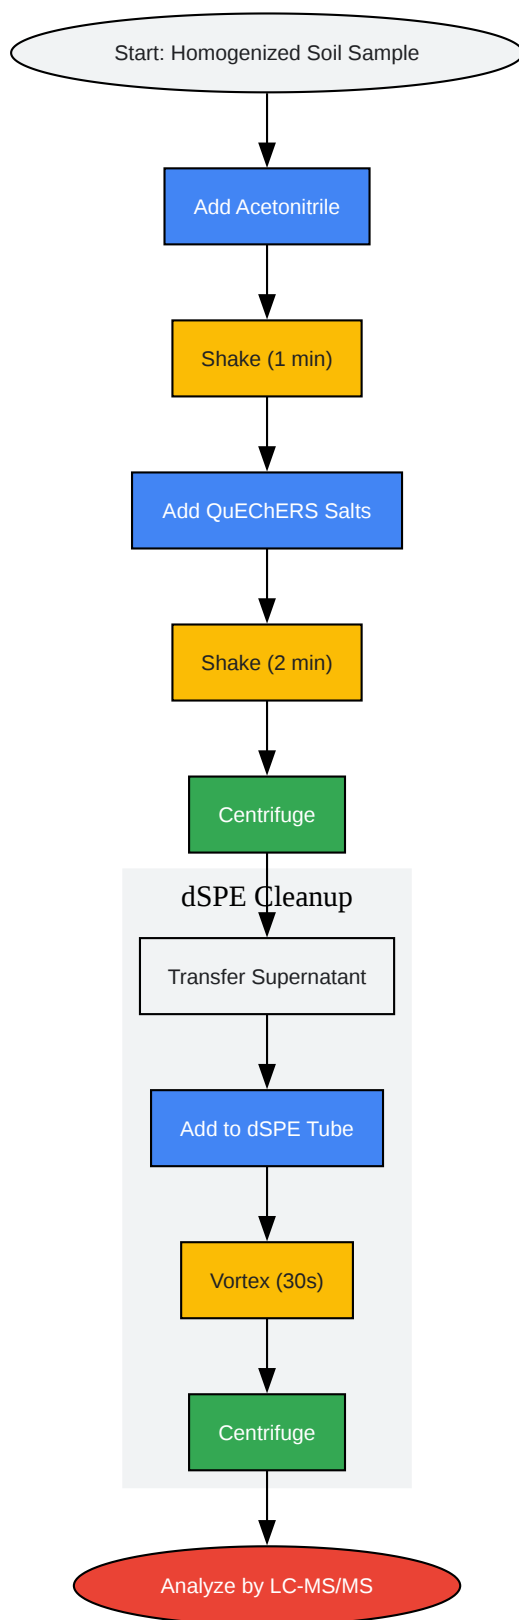 Start: Homogenized Soil Sample
Add Acetonitrile
Shake (1 min)
Add QuEChERS Salts
Shake (2 min)
Centrifuge
dSPE Cleanup
Transfer Supernatant
Add to dSPE Tube
Vortex (30s)
Centrifuge
Analyze by LC-MS/MS